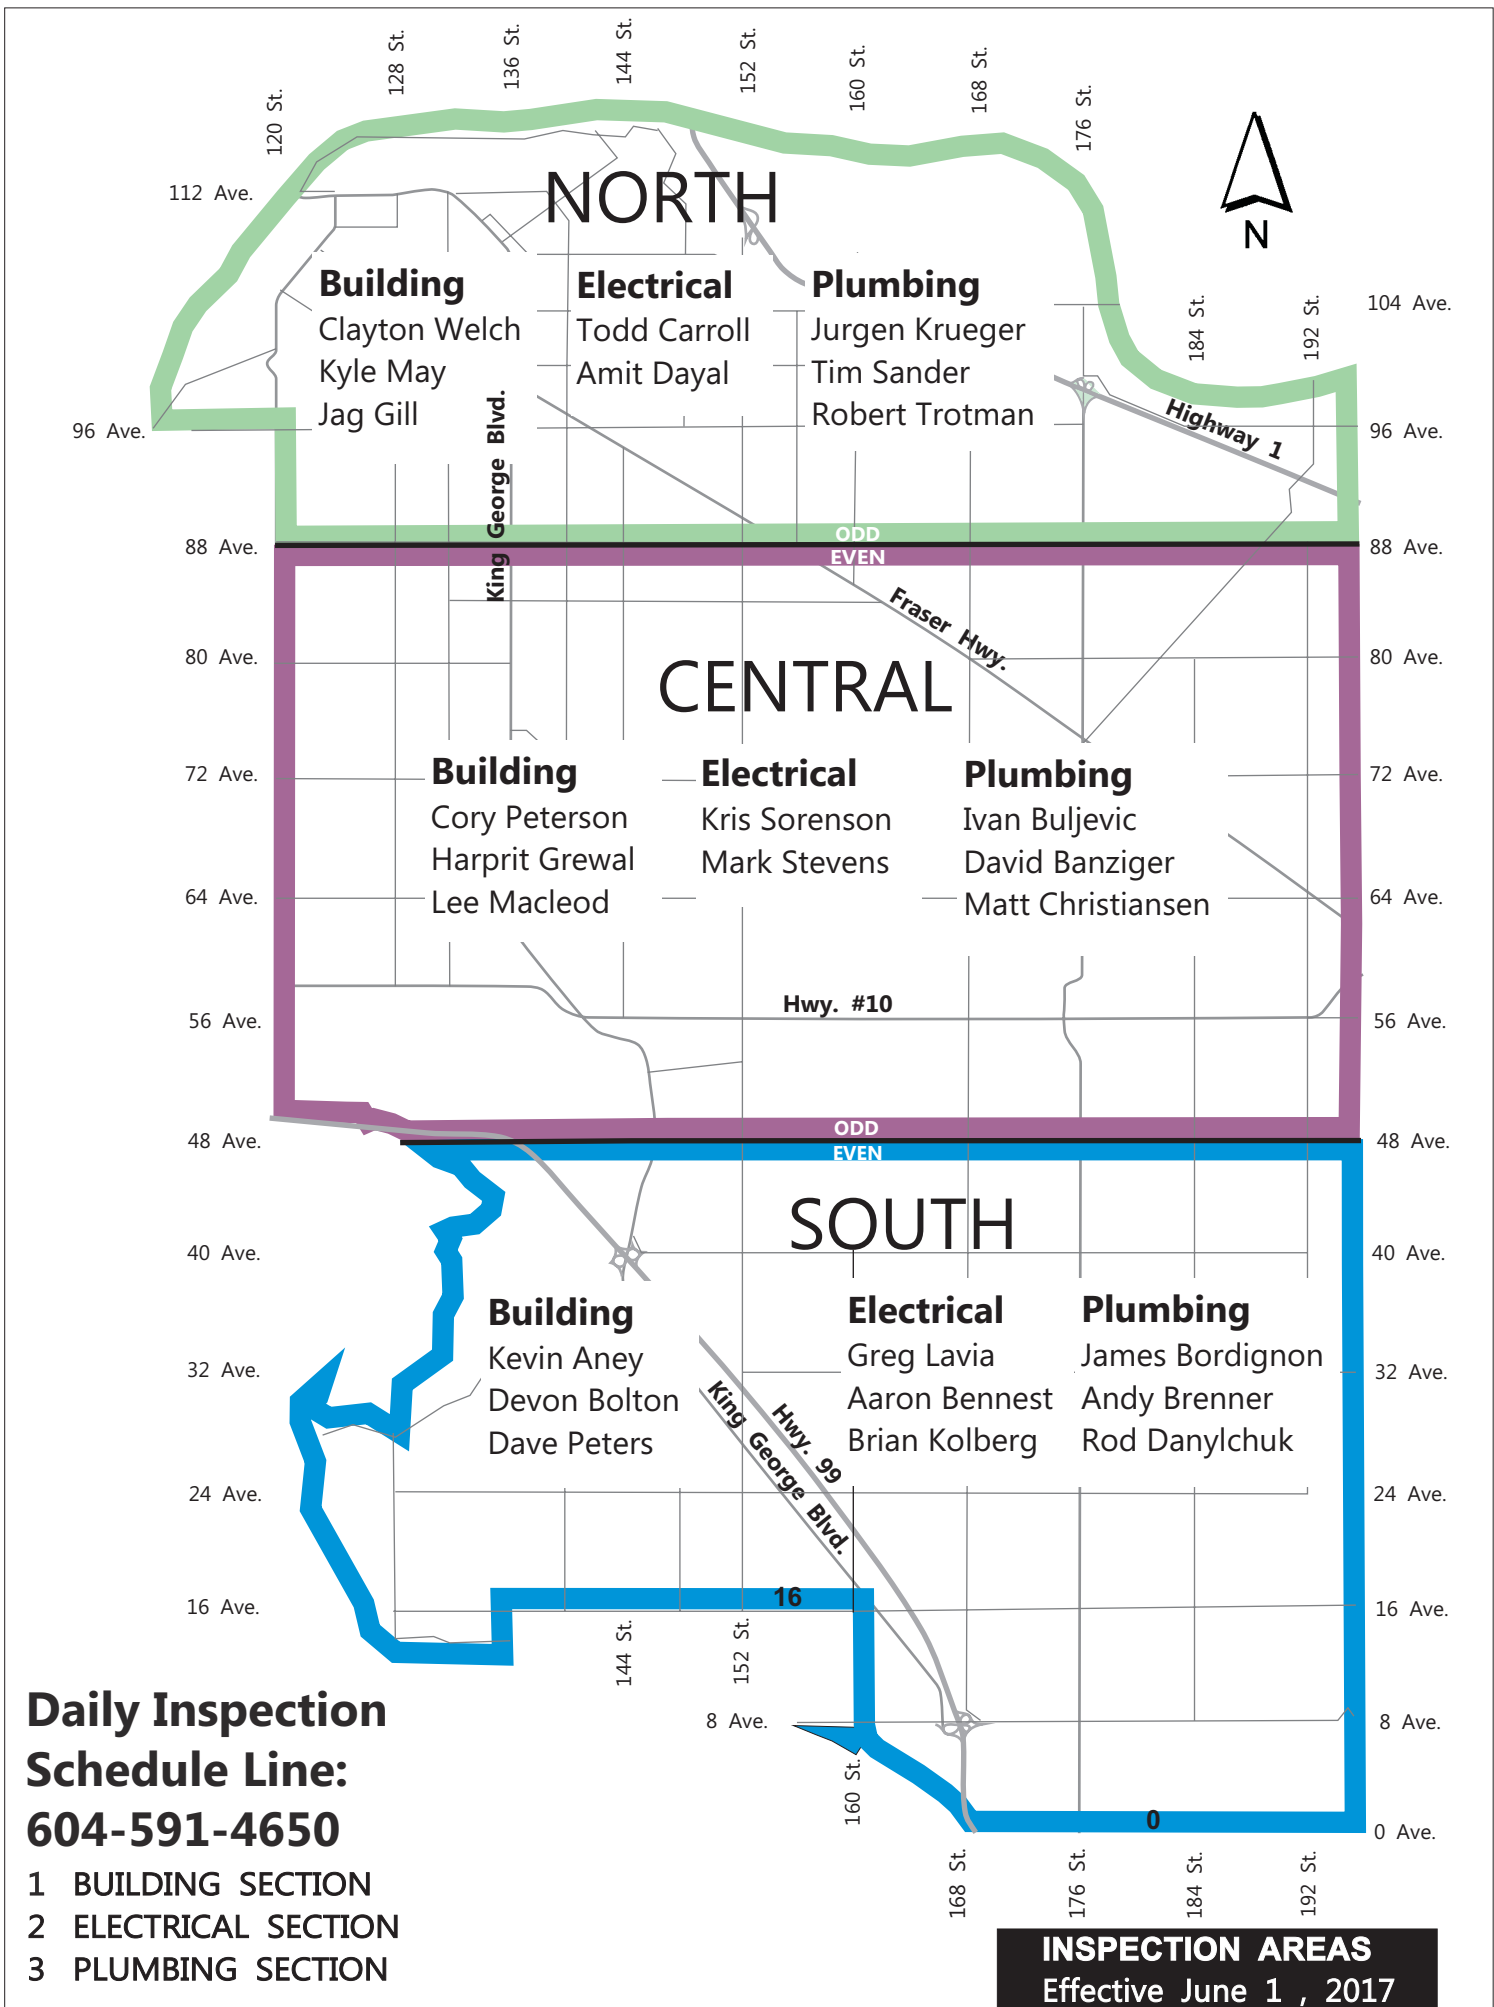 128 St.
136 St.
144 St.
152 St.
160 St.
168 St.
120 St.
176 St.
112 Ave.
NORTH
N
Building
Clayton Welch
Kyle May
Jag Gill
Electrical
Todd Carroll
Amit Dayal
Plumbing
Jurgen Krueger
Tim Sander
Robert Trotman
184 St.
192 St.
104 Ave.
96 Ave.
King George Blvd.
Highway 1
96 Ave.
88 Ave.
ODD
EVEN
88 Ave.
Fraser Hwy.
80 Ave.
80 Ave.
CENTRAL
72 Ave.
72 Ave.
Building
Cory Peterson
Harprit Grewal
Lee Macleod
Electrical
Kris Sorenson
Mark Stevens
Plumbing
Ivan Buljevic
David Banziger
Matt Christiansen
64 Ave.
64 Ave.
Hwy. #10
56 Ave.
56 Ave.
48 Ave.
ODD
EVEN
48 Ave.
SOUTH
40 Ave.
40 Ave.
Building
Kevin Aney
Devon Bolton
Dave Peters
Electrical
Greg Lavia
Aaron Bennest
Brian Kolberg
Plumbing
James Bordignon
Andy Brenner
Rod Danylchuk
32 Ave.
32 Ave.
Hwy. 99
King George Blvd.
24 Ave.
24 Ave.
16
16 Ave.
16 Ave.
144 St.
152 St.
8 Ave.
8 Ave.
160 St.
0
0 Ave.
168 St.
176 St.
184 St.
192 St.
Daily Inspection
Schedule Line:
604-591-4650
1 BUILDING SECTION
2 ELECTRICAL SECTION
3 PLUMBING SECTION
INSPECTION AREAS
Effective June 1 , 2017